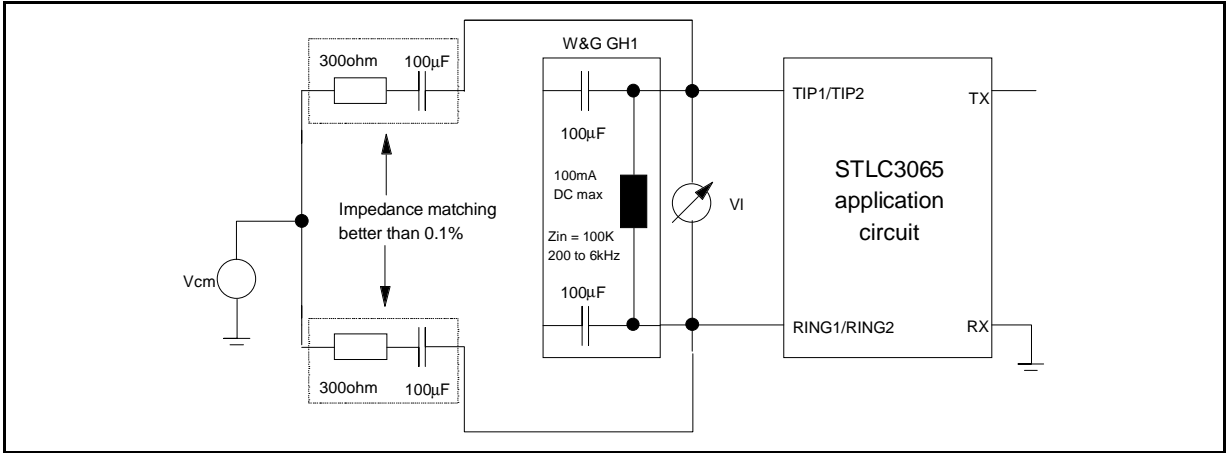 W&G GH1
300ohm
100µF
TIP1/TIP2
TX
100µF
100mA
DC max
STLC3065
application
circuit
Impedance matching
better than 0.1%
VI
Zin = 100K
200 to 6kHz
Vcm
100µF
RING1/RING2
RX
300ohm
100µF